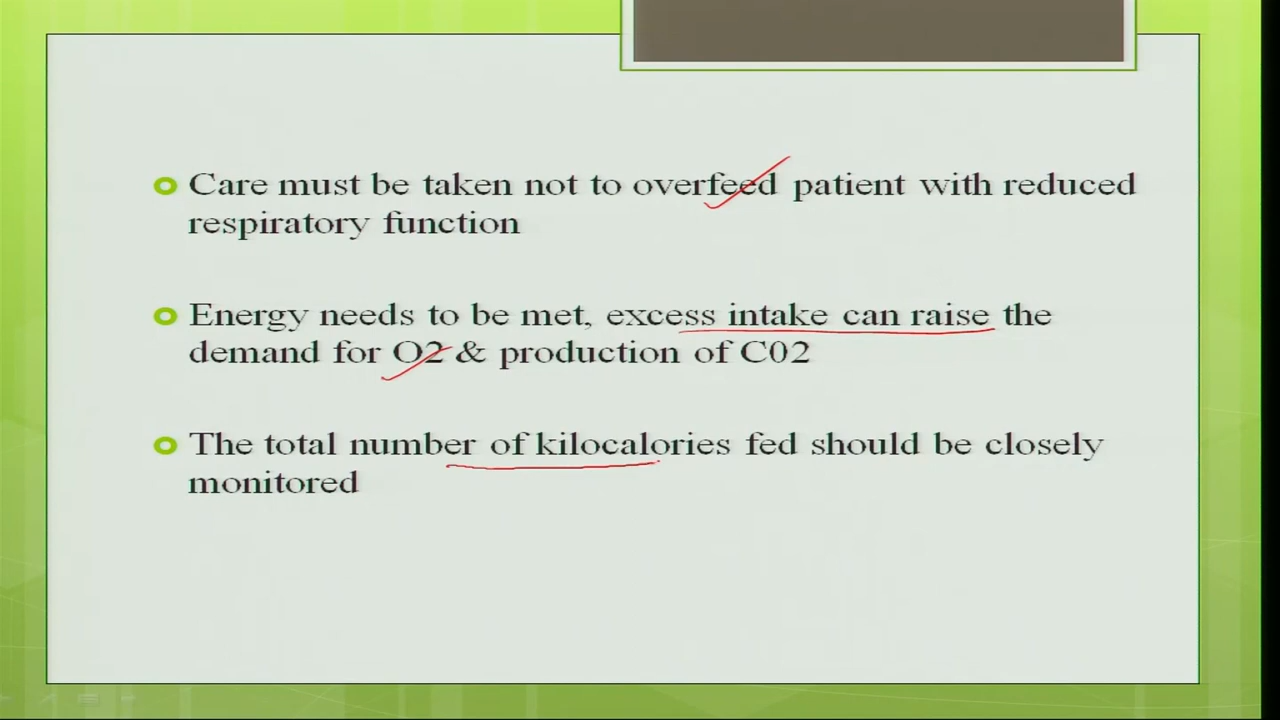 Care must be taken not to overfeed patient with reduced
respiratory function
Energy needs to be met, excess intake can raise the
demand for O2 & production of C02
The total number of kilocalories fed should be closely
monitored